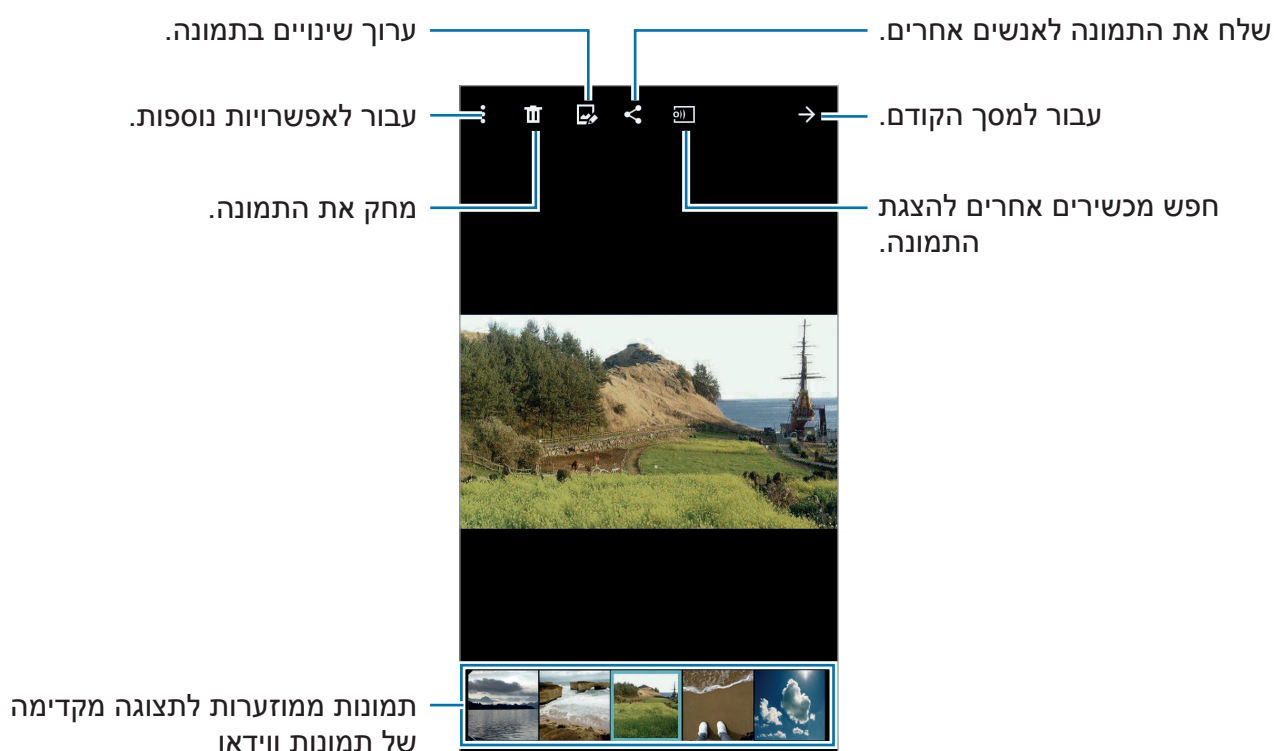 שלח את התמונה לאנשים אחרים.
ערוך שינויים בתמונה.
עבור למסך הקודם.
עבור לאפשרויות נוספות.
חפש מכשירים אחרים להצגת
התמונה.
מחק את התמונה.
תמונות ממוזערות לתצוגה מקדימה
של תמונות ווידאו